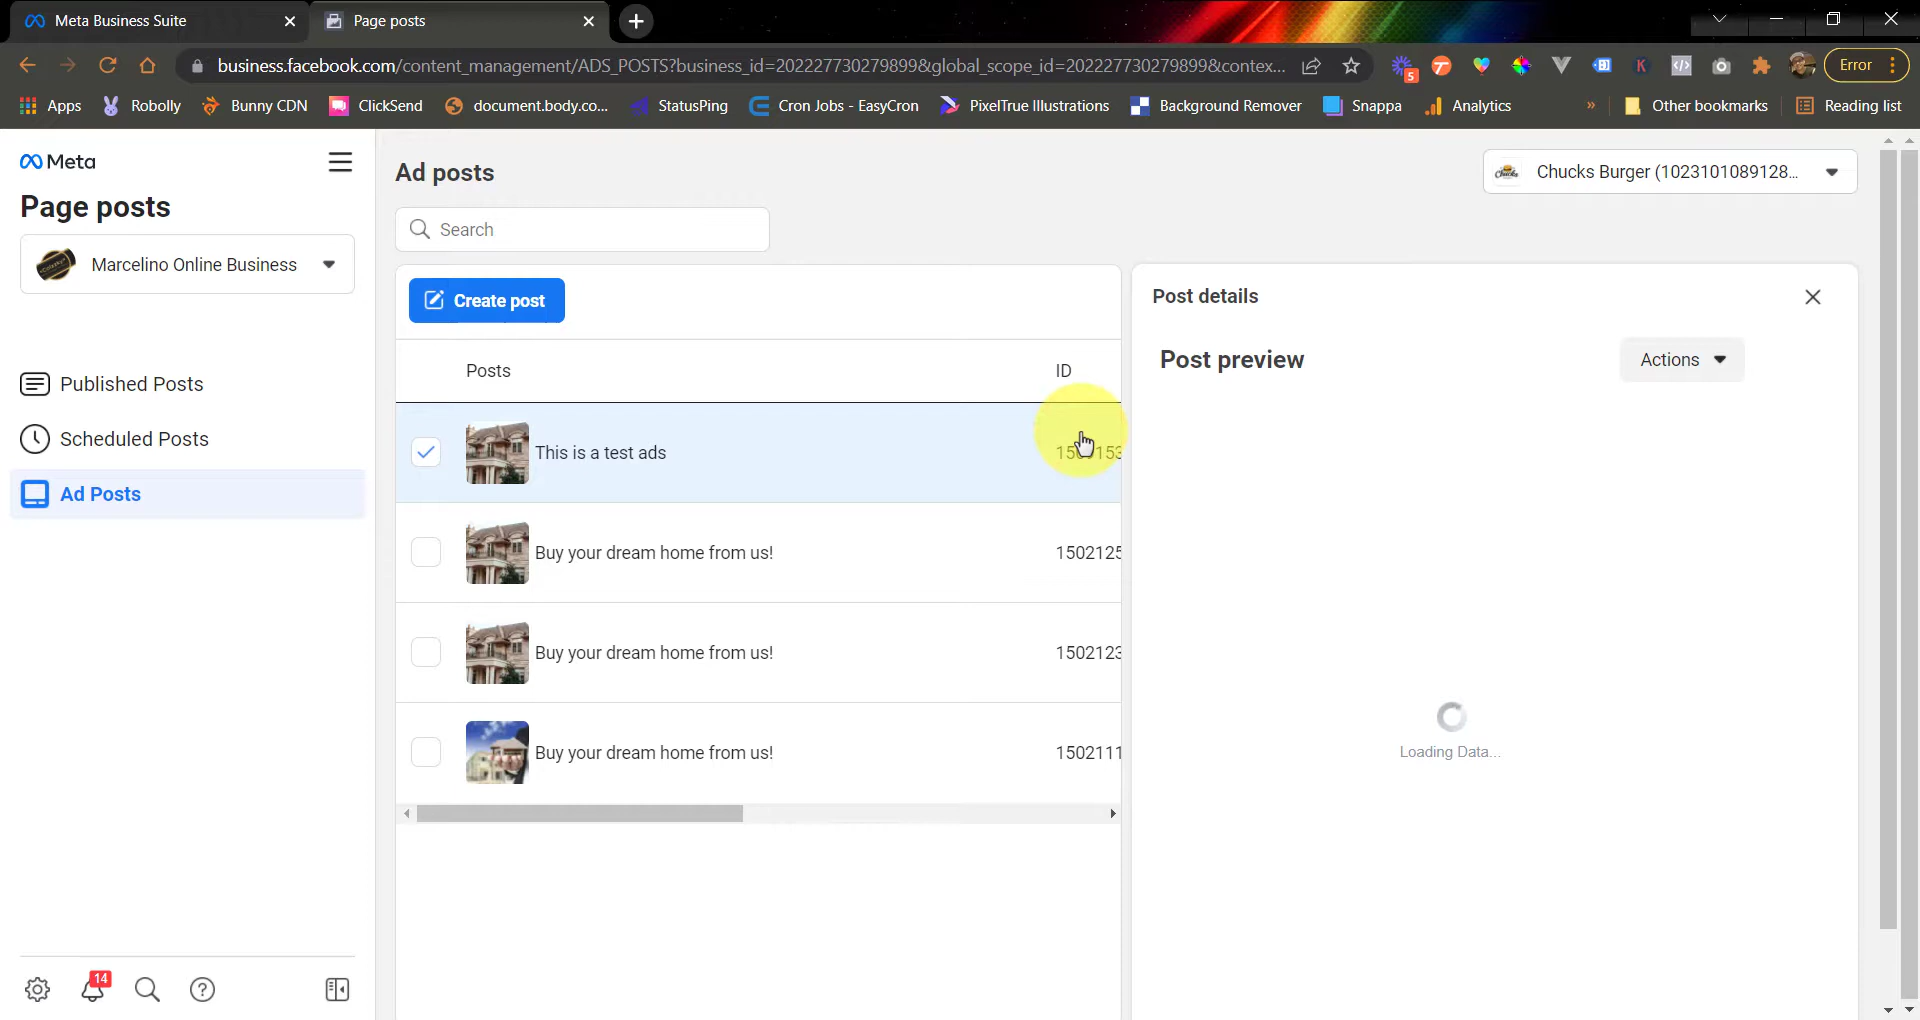 Meta Business Suite
Page posts
business.facebook.com/content_management/ADS_POSTS?business_id=202227730279899&global_scope_id=202227730279899&contex...
5
Error
Apps
Robolly
Bunny CDN
ClickSend
document.body.co...
StatusPing
Cron Jobs - EasyCron
PixelTrue Illustrations
Background Remover
Snappa
Analytics
»
Other bookmarks
Reading list
Meta
Page posts
Marcelino Online Business
Published Posts
Scheduled Posts
Ad Posts
14
Ad posts
Chucks Burger (1023101089128...
Search
Create post
Posts
ID
This is a test ads
Buy your dream home from us!
1502125
Buy your dream home from us!
1502123
Buy your dream home from us!
1502111
Post details
Post preview
Actions
Loading Data...